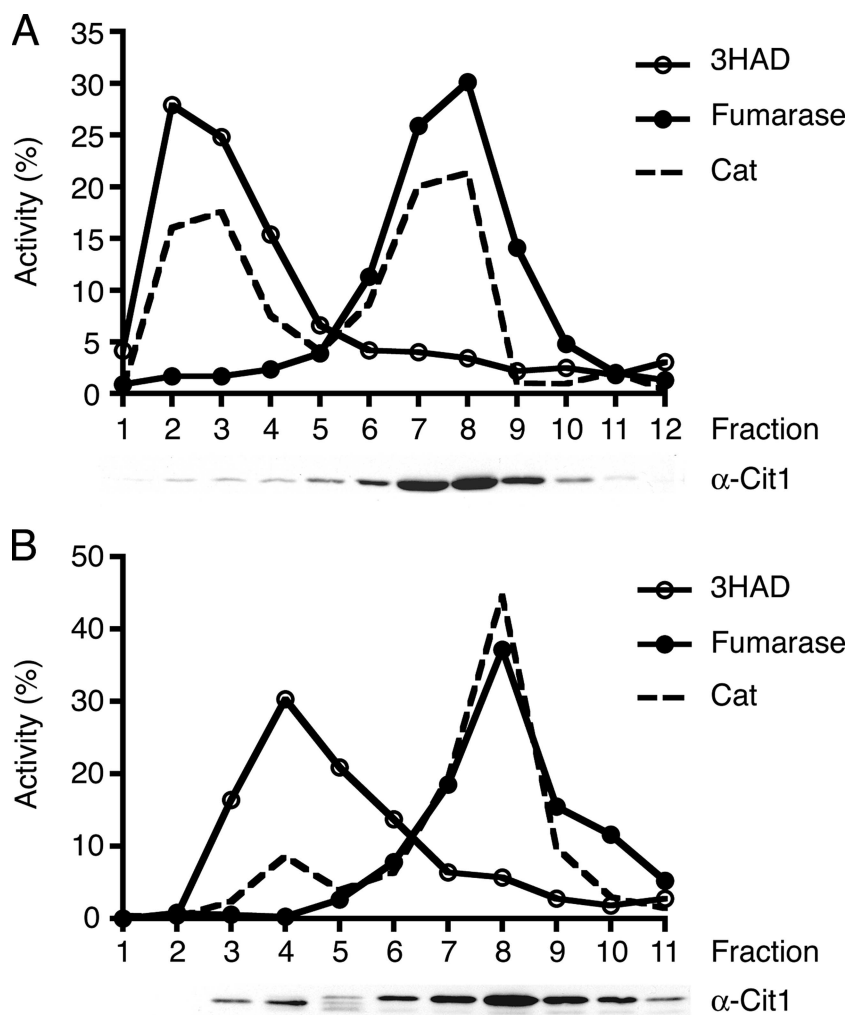 A
35
30
25
20
15
10
5
0
Activity (%)
3HAD
Fumarase
Cat
1 2 3 4 5 6 7 8 9 10 11 12 Fraction
α-Cit1
B
50
40
30
20
10
0
Activity (%)
3HAD
Fumarase
Cat
1 2 3 4 5 6 7 8 9 10 11 Fraction
α-Cit1